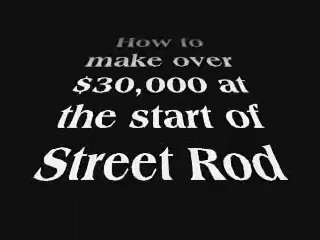 How to
make over
$30,000 at
the start of
Street Rod